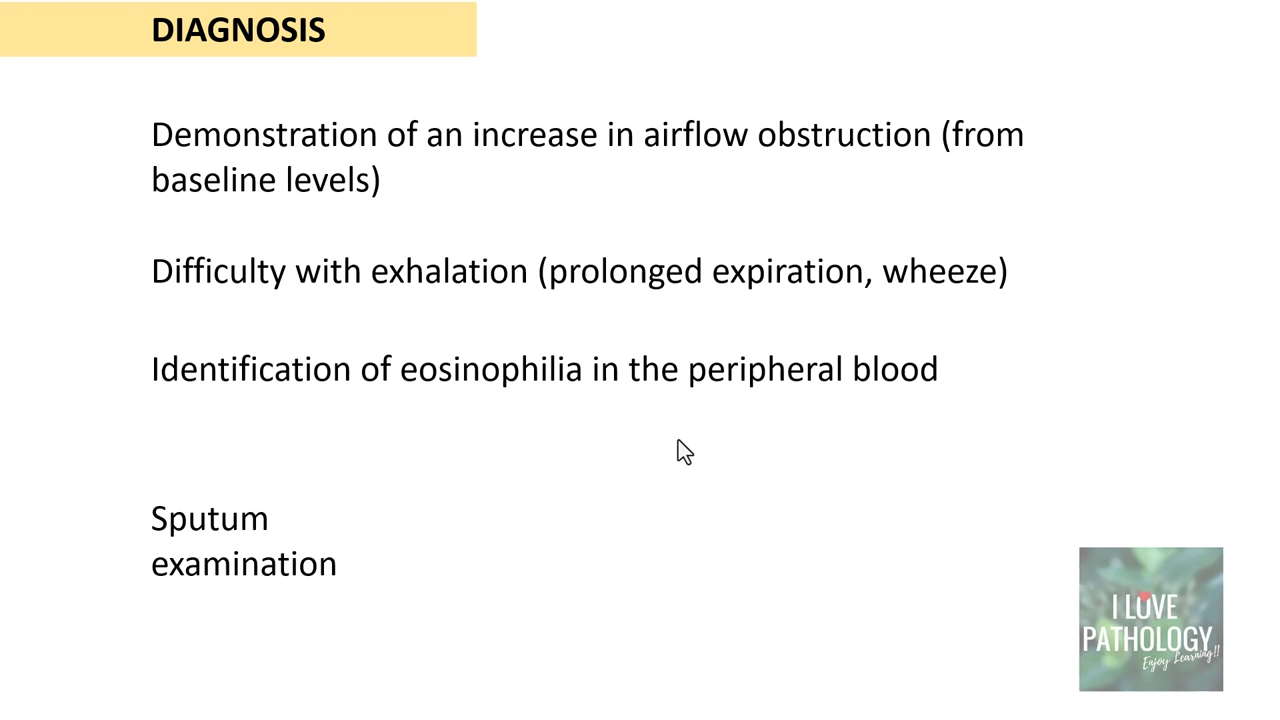 DIAGNOSIS
Demonstration of an increase in airflow obstruction (from
baseline levels)
Difficulty with exhalation (prolonged expiration, wheeze)
Identification of eosinophilia in the peripheral blood
Sputum
examination
I LOVE
PATHOLOGY
Enjoy Learning!!